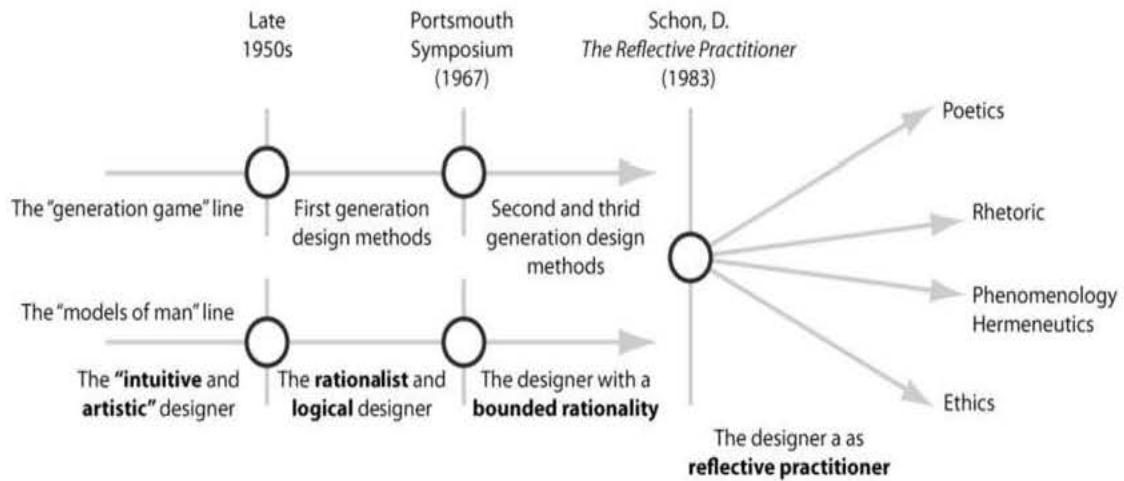 Late
1950s
Portsmouth
Symposium
(1967)
Schon, D.
The Reflective Practitioner
(1983)
Poetics
Rhetoric
Phenomenology
Hermeneutics
Ethics
The "generation game" line
First generation
design methods
Second and thrid
generation design
methods
The "models of man" line
The "intuitive and
artistic" designer
The rationalist and
logical designer
The designer with a
bounded rationality
The designer a as
reflective practitioner